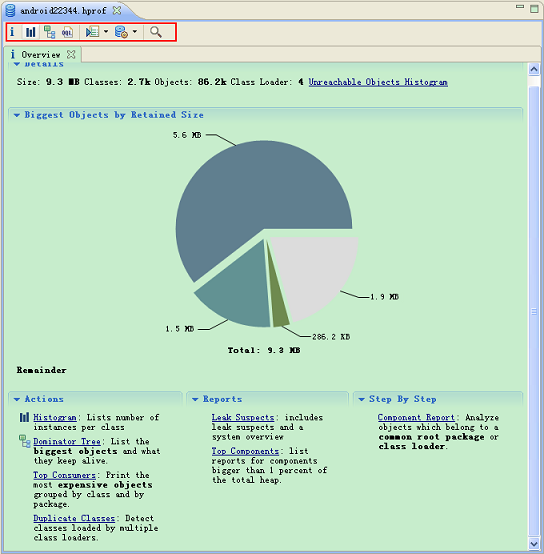 android22344.hprof
i Overview
Details
Size: 9.3 MB Classes: 2.7k Objects: 86.2k Class Loader: 4 Unreachable Objects Histogram
Biggest Objects by Retained Size
5.6 MB
1.9 MB
286.2 KB
1.5 MB
Total: 9.3 MB
Remainder
Actions
Histogram: Lists number of
instances per class
Dominator Tree: List the
biggest objects and what
they keep alive.
Top Consumers: Print the
most expensive objects
grouped by class and by
package.
Duplicate Classes: Detect
classes loaded by multiple
class loaders.
Reports
Leak Suspects: includes
leak suspects and a
system overview
Top Components: list
reports for components
bigger than 1 percent of
the total heap.
Step By Step
Component Report: Analyze
objects which belong to a
common root package or
class loader.